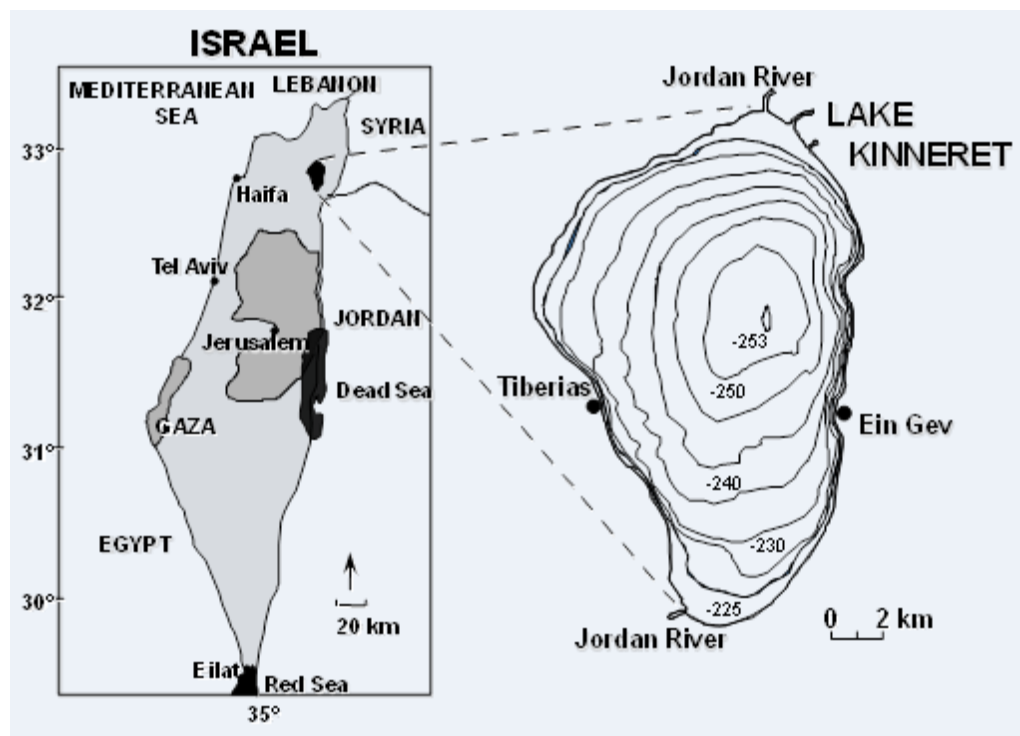 ISRAEL
MEDITERRANEAN
SEA
LEBANON
SYRIA
33°
Haifa
Tel Aviv
32°
JORDAN
Jerusalem
Dead Sea
GAZA
31°
EGYPT
30°
20 km
Eilat
Red Sea
35°
Jordan River
LAKE
KINNERET
-253
-250
Tiberias
Ein Gev
-240
-230
-225
0 2 km
Jordan River